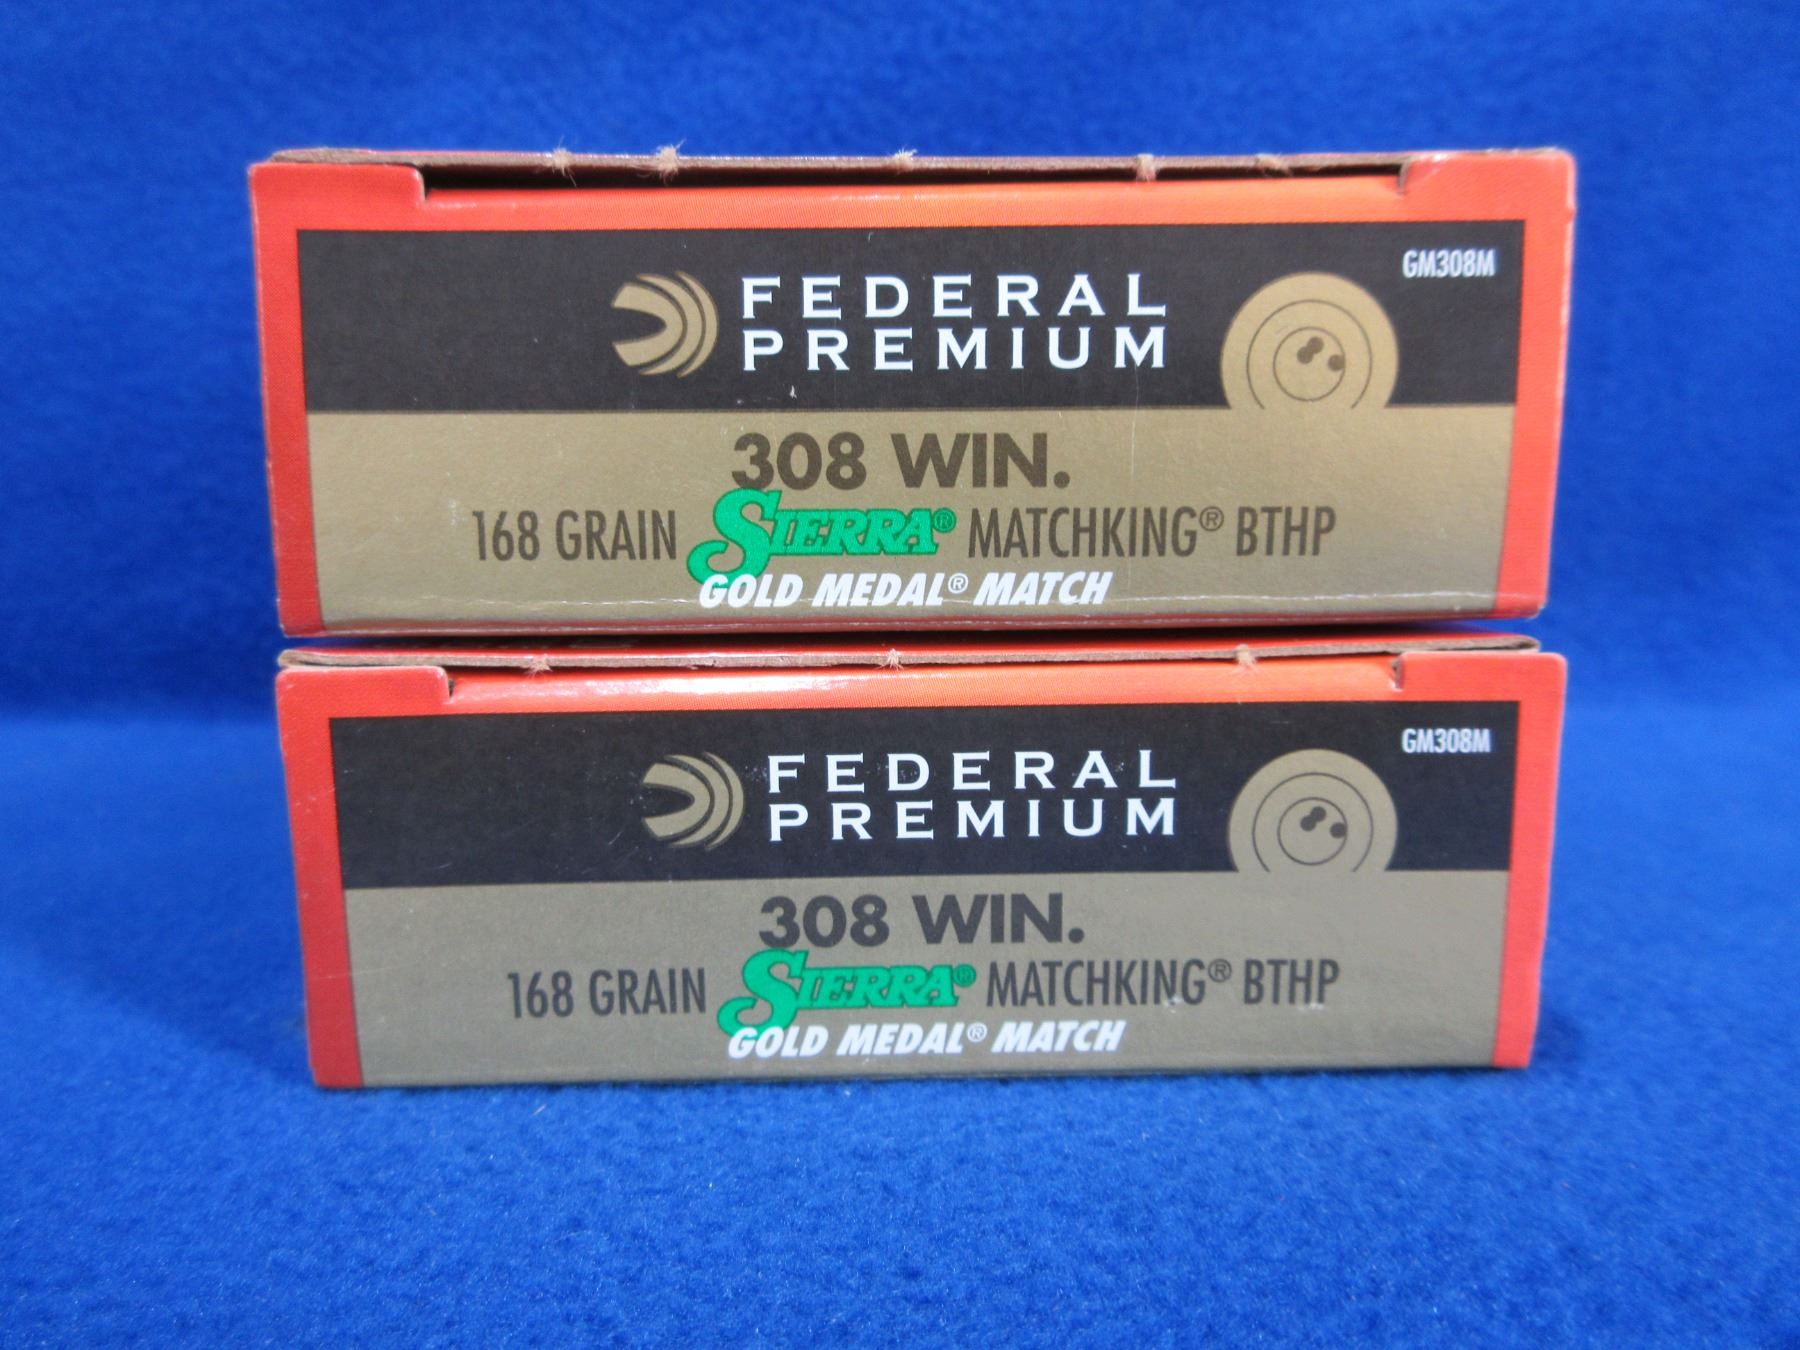 GM308M
FEDERAL
PREMIUM
308 WIN.
168 GRAIN SIERRA® MATCHKING® BTHP
GOLD MEDAL® MATCH
GM308M
FEDERAL
PREMIUM
308 WIN.
168 GRAIN SIERRA® MATCHKING® BTHP
GOLD MEDAL® MATCH